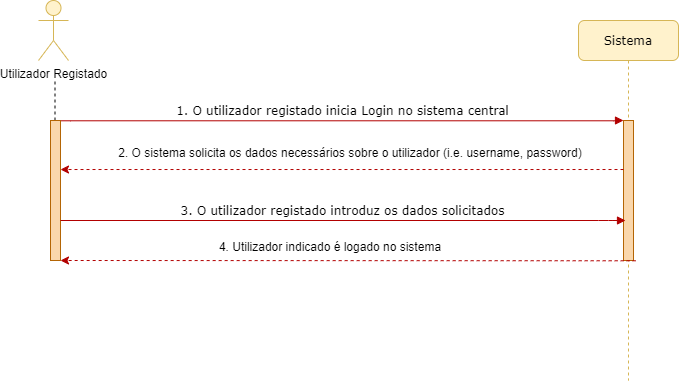 Sistema
Utilizador Registado
1. O utilizador registado inicia Login no sistema central
2. O sistema solicita os dados necessários sobre o utilizador (i.e. username, password)
3. O utilizador registado introduz os dados solicitados
4. Utilizador indicado é logado no sistema